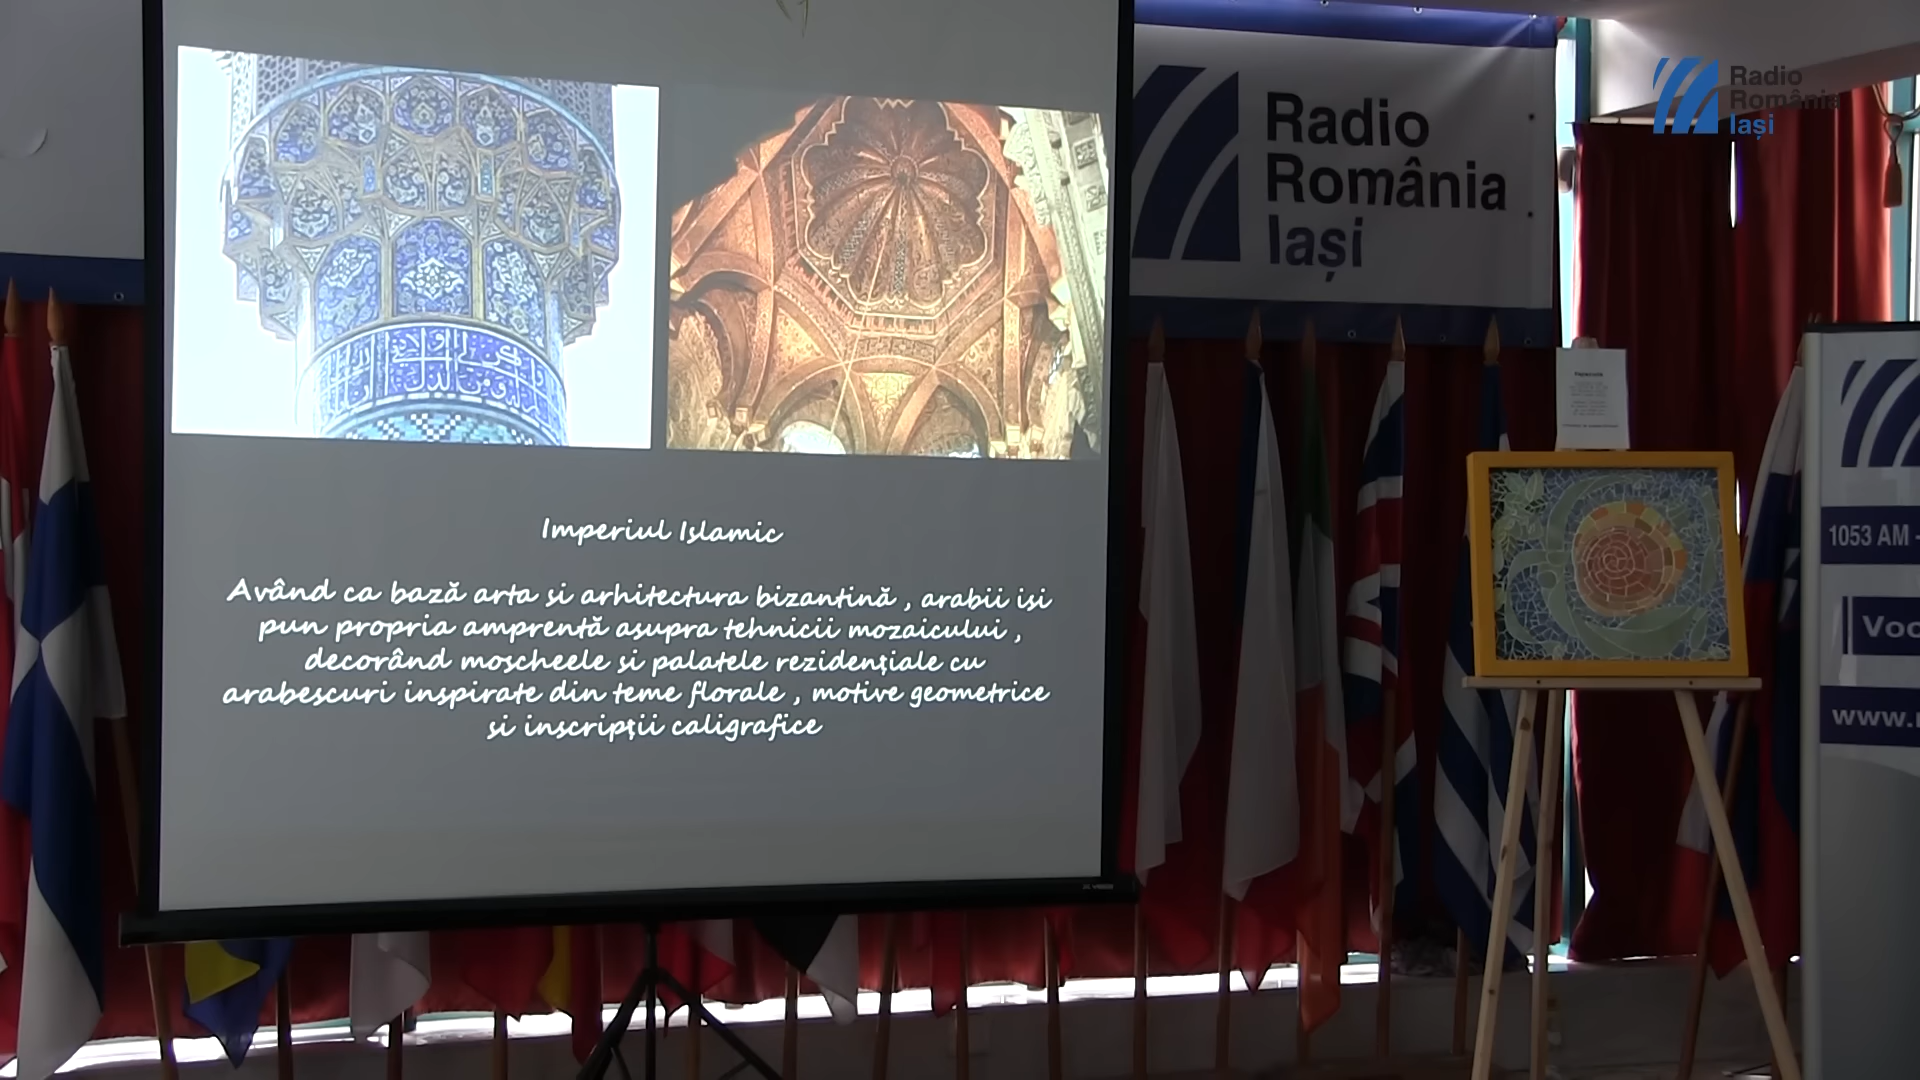 Imperiul Islamic
Având ca bază arta si arhitectura bizantină , arabii isi
pun propria amprentă asupra tehnicii mozaicului ,
decorând moscheele si palatele rezidențiale cu
arabescuri inspirate din teme florale , motive geometrice
si inscripții caligrafice
Radio
România
Iași
Radio
România
Iași
1053 AM -
Voc
www.r